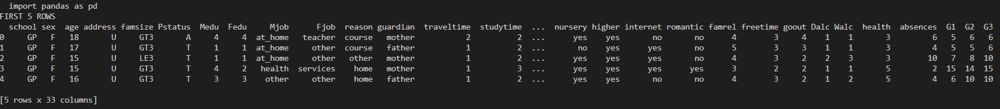 import pandas as pd
FIRST 5 ROWS
school sex age address famsize Pstatus Medu Fedu Mjob Fjob reason guardian traveltime studytime ... nursery higher internet romantic famrel freetime goout Dalc Walc health absences G1 G2 G3
0 GP F 18 U GT3 A 4 4 at_home teacher course mother 2 2 ... yes yes no no 4 3 4 1 1 3 6 5 6 6
1 GP F 17 U GT3 T 1 1 at_home other course father 1 2 ... no yes yes no 5 3 3 1 1 3 4 5 5 6
2 GP F 15 U LE3 T 1 1 at_home other other mother 1 2 ... yes yes yes no 4 3 2 2 3 3 10 7 8 10
3 GP F 15 U GT3 T 4 2 health services home mother 1 3 ... yes yes yes yes 3 2 2 1 1 5 2 15 14 15
4 GP F 16 U GT3 T 3 3 other other home father 1 2 ... yes yes no no 4 3 2 1 2 5 4 6 10 10
[5 rows x 33 columns]